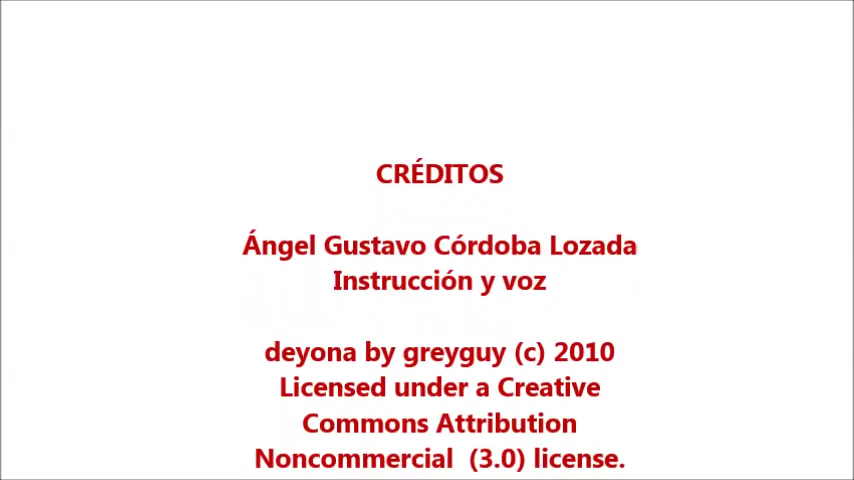 CRÉDITOS
Ángel Gustavo Córdoba Lozada
Instrucción y voz
deyona by greyguy (c) 2010
Licensed under a Creative
Commons Attribution
Noncommercial  (3.0) license.